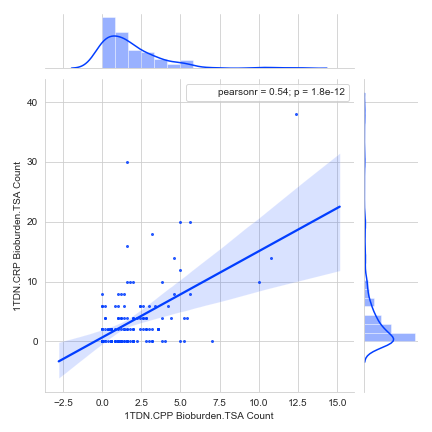 pearsonr = 0.54; p = 1.8e-12
40
30
20
10
0
1TDN.CRP Bioburden.TSA Count
−2.5 0.0 2.5 5.0 7.5 10.0 12.5 15.0
1TDN.CPP Bioburden.TSA Count